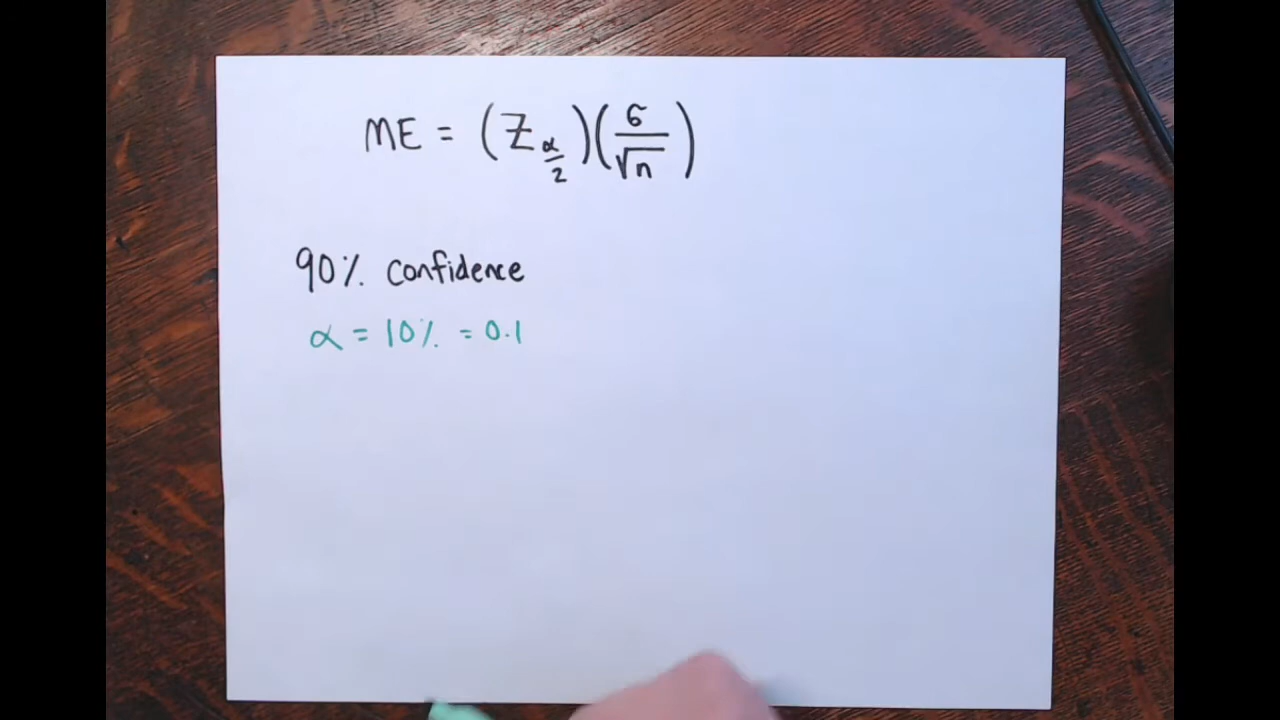 ME = (Z α/2)(σ/√n)
90% confidence
α = 10% = 0.1